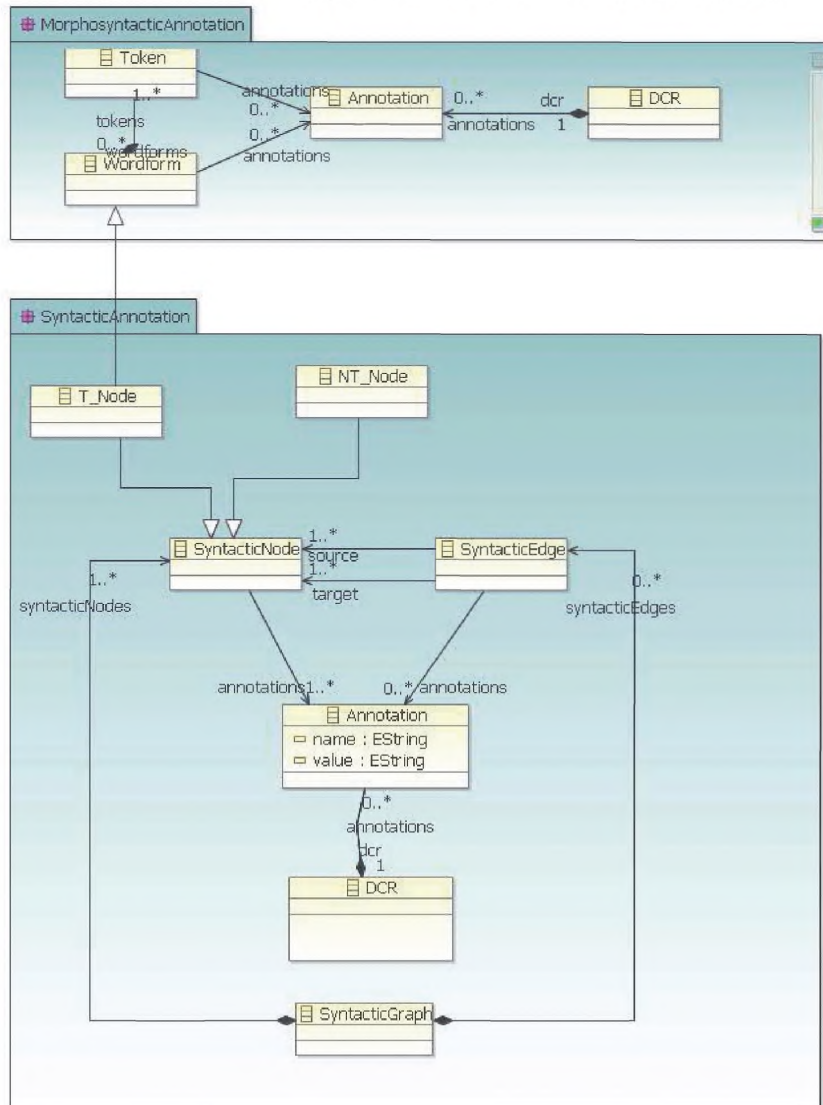 MorphosyntacticAnnotation
Token
1..*
tokens
0..*
wordforms
Wordform
annotations
0..*
0..*
annotations
Annotation
0..*
annotations
dcr
1
DCR
SyntacticAnnotation
T_Node
NT_Node
SyntacticNode
1..*
source
1..*
target
SyntacticEdge
1..*
syntacticNodes
0..*
syntacticEdges
annotations 1..*
0..* annotations
Annotation
name : EString
value : EString
0..*
annotations
dcr
1
DCR
SyntacticGraph